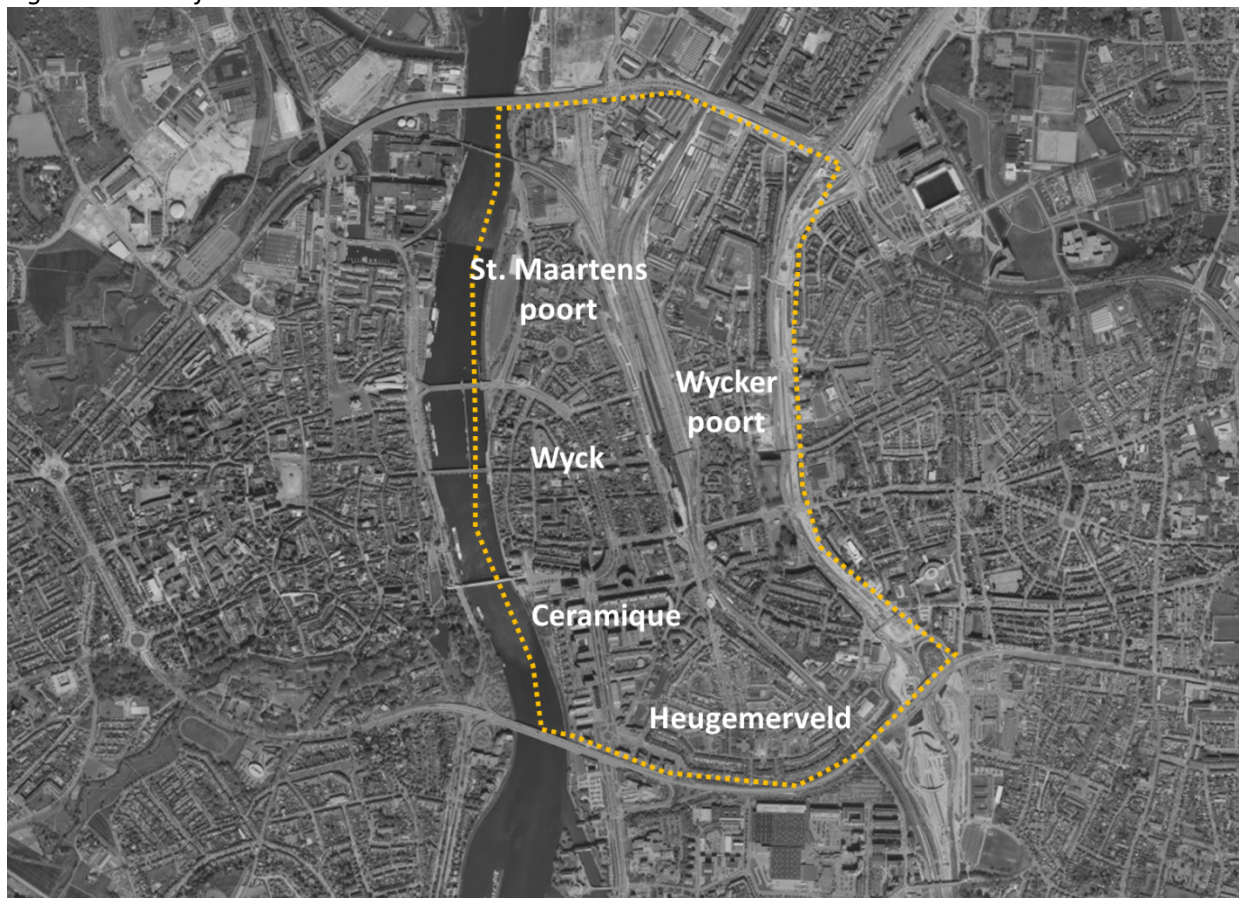 St. Maartens
poort
Wycker
poort
Wyck
Ceramique
Heugemerveld